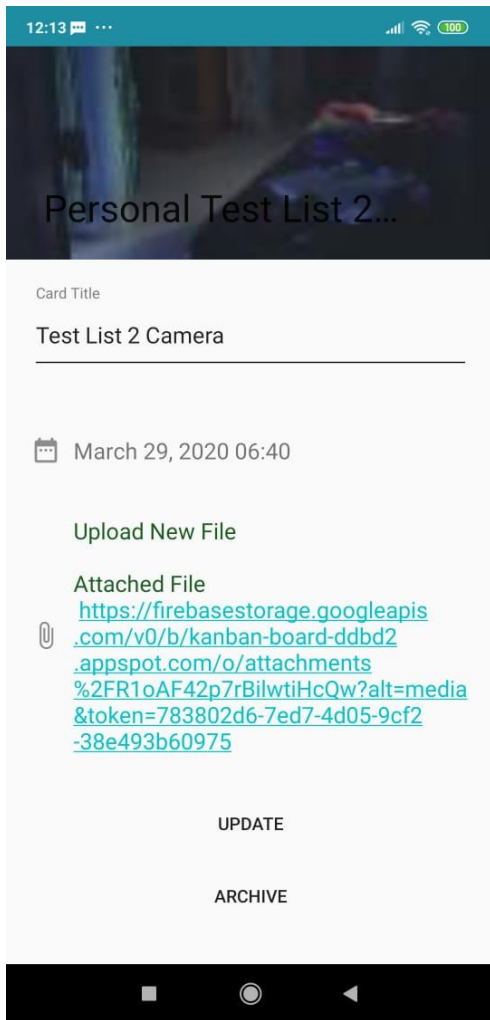 12:13 ...
100
Personal Test List 2...
Card Title
Test List 2 Camera
March 29, 2020 06:40
Upload New File
Attached File
https://firebasestorage.googleapis
.com/v0/b/kanban-board-ddbd2
.appspot.com/o/attachments
%2FR1oAF42p7rBilwtiHcQw?alt=media
&token=783802d6-7ed7-4d05-9cf2
-38e493b60975
UPDATE
ARCHIVE